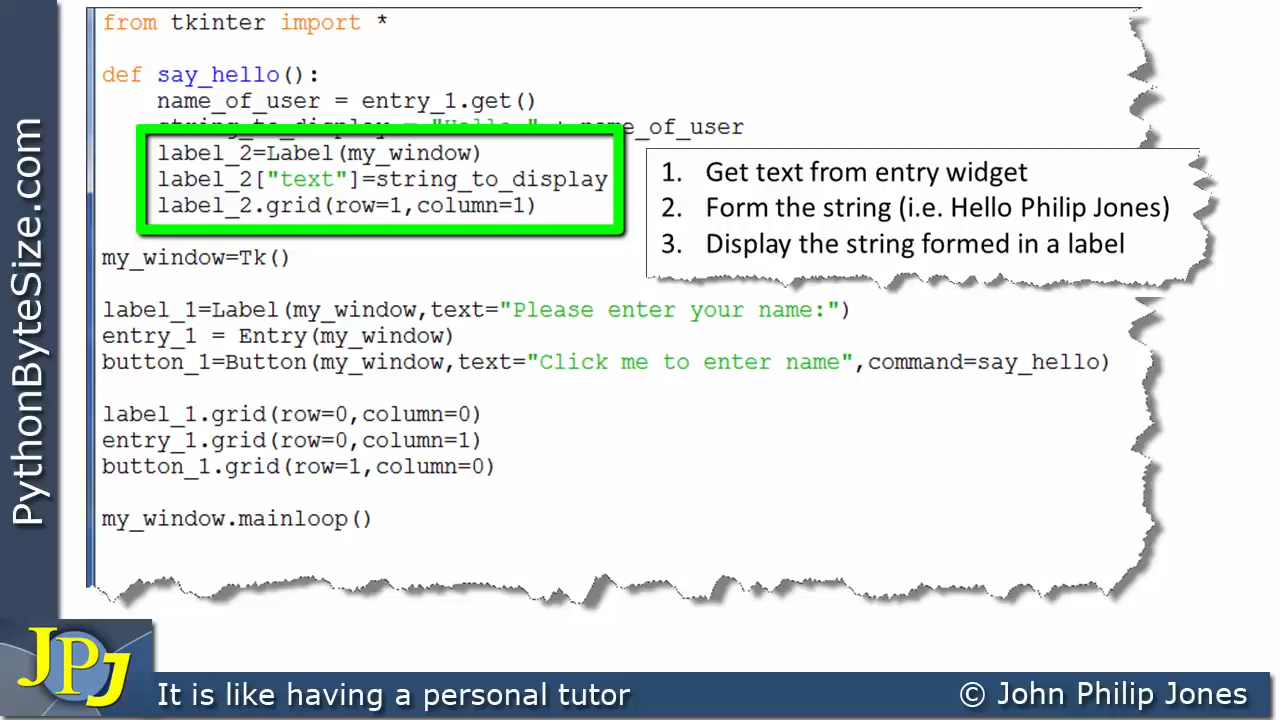 from tkinter import *
def say_hello():
name_of_user = entry_1.get()
string_to_display = "Hello " + name_of_user
label_2=Label(my_window)
label_2["text"]=string_to_display
label_2.grid(row=1,column=1)
1. Get text from entry widget
2. Form the string (i.e. Hello Philip Jones)
3. Display the string formed in a label
my_window=Tk()
label_1=Label(my_window,text="Please enter your name:")
entry_1 = Entry(my_window)
button_1=Button(my_window,text="Click me to enter name",command=say_hello)
label_1.grid(row=0,column=0)
entry_1.grid(row=0,column=1)
button_1.grid(row=1,column=0)
my_window.mainloop()
PythonByteSize.com
JPJ
It is like having a personal tutor
© John Philip Jones